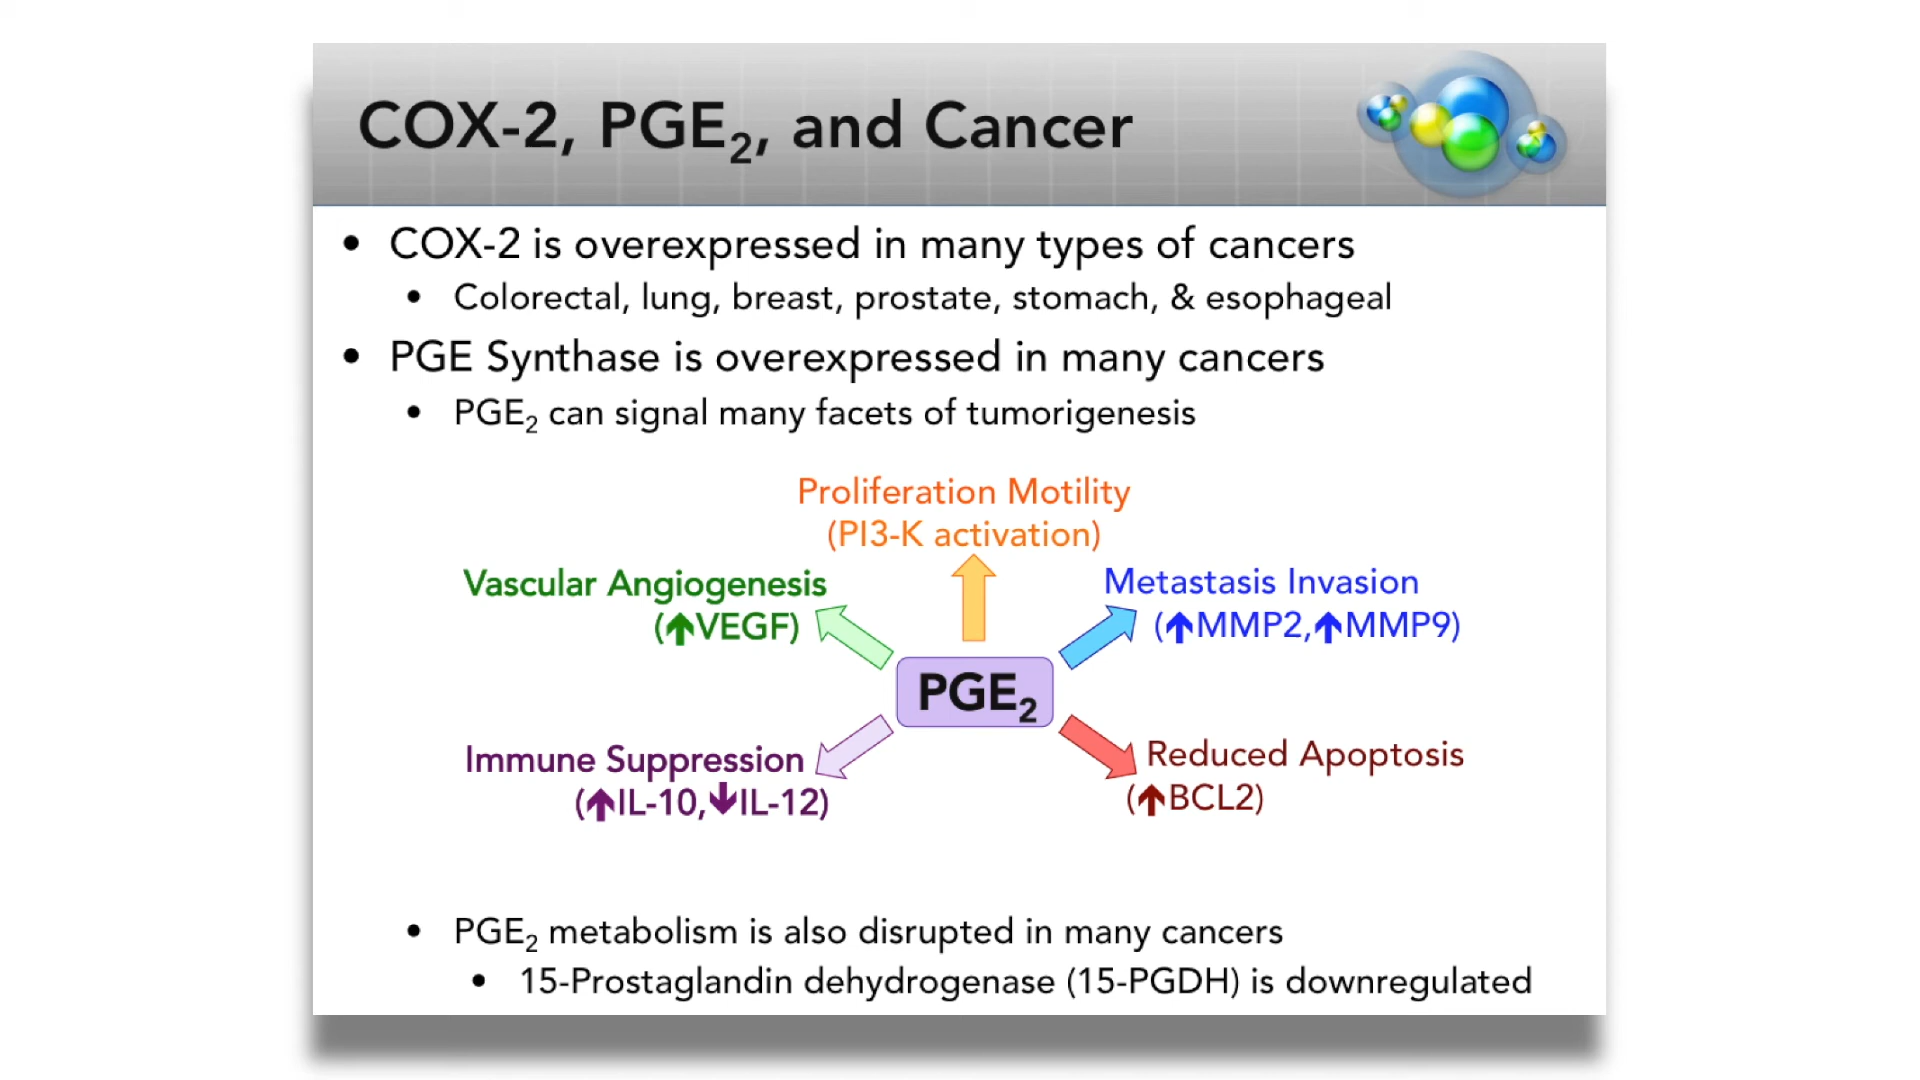 COX-2, PGE₂, and Cancer
• COX-2 is overexpressed in many types of cancers
• Colorectal, lung, breast, prostate, stomach, & esophageal
• PGE Synthase is overexpressed in many cancers
• PGE₂ can signal many facets of tumorigenesis
Proliferation Motility
(PI3-K activation)
Vascular Angiogenesis
(↑VEGF)
Metastasis Invasion
(↑MMP2,↑MMP9)
PGE₂
Immune Suppression
(↑IL-10,↓IL-12)
Reduced Apoptosis
(↑BCL2)
• PGE₂ metabolism is also disrupted in many cancers
• 15-Prostaglandin dehydrogenase (15-PGDH) is downregulated